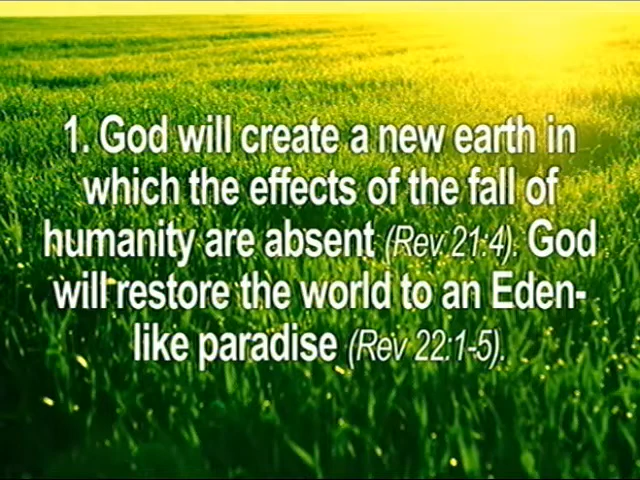 1. God will create a new earth in
which the effects of the fall of
humanity are absent (Rev 21:4). God
will restore the world to an Eden-
like paradise (Rev 22:1-5).